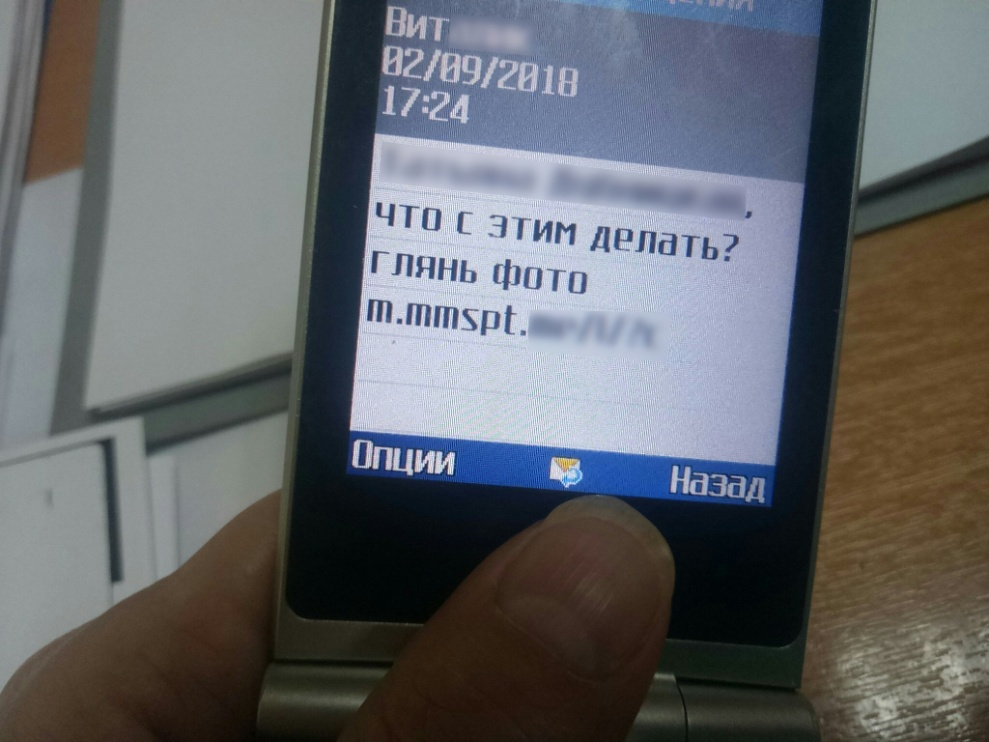 Вит
02/09/2018
17:24
,
что с этим делать?
глянь фото
m.mmspt.
Опции
Назад